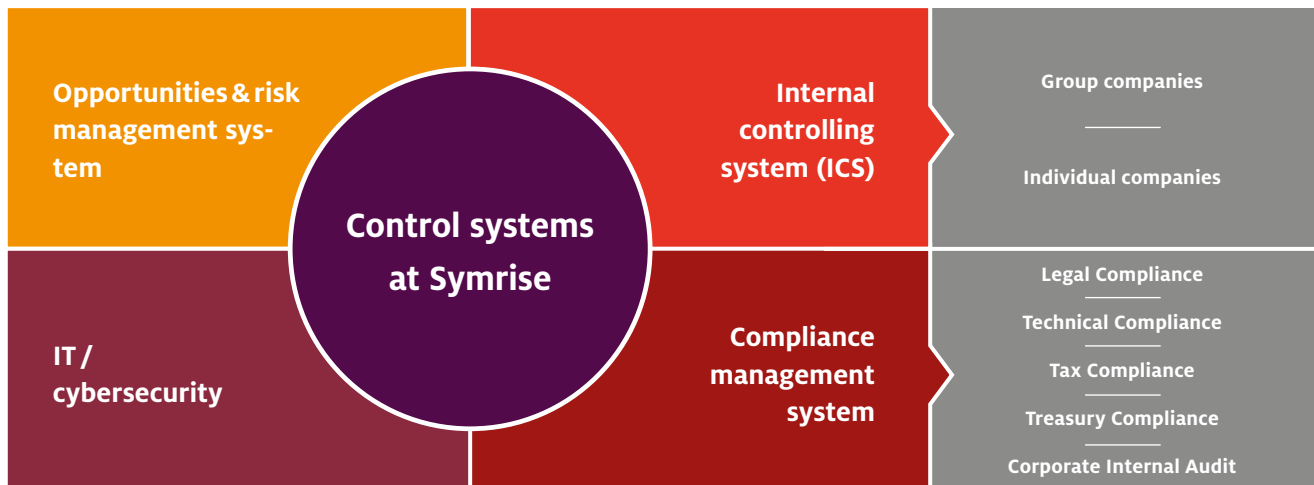 Opportunities & risk
management sys-
tem
Internal
controlling
system (ICS)
Group companies
Individual companies
Control systems
at Symrise
IT /
cybersecurity
Compliance
management
system
Legal Compliance
Technical Compliance
Tax Compliance
Treasury Compliance
Corporate Internal Audit